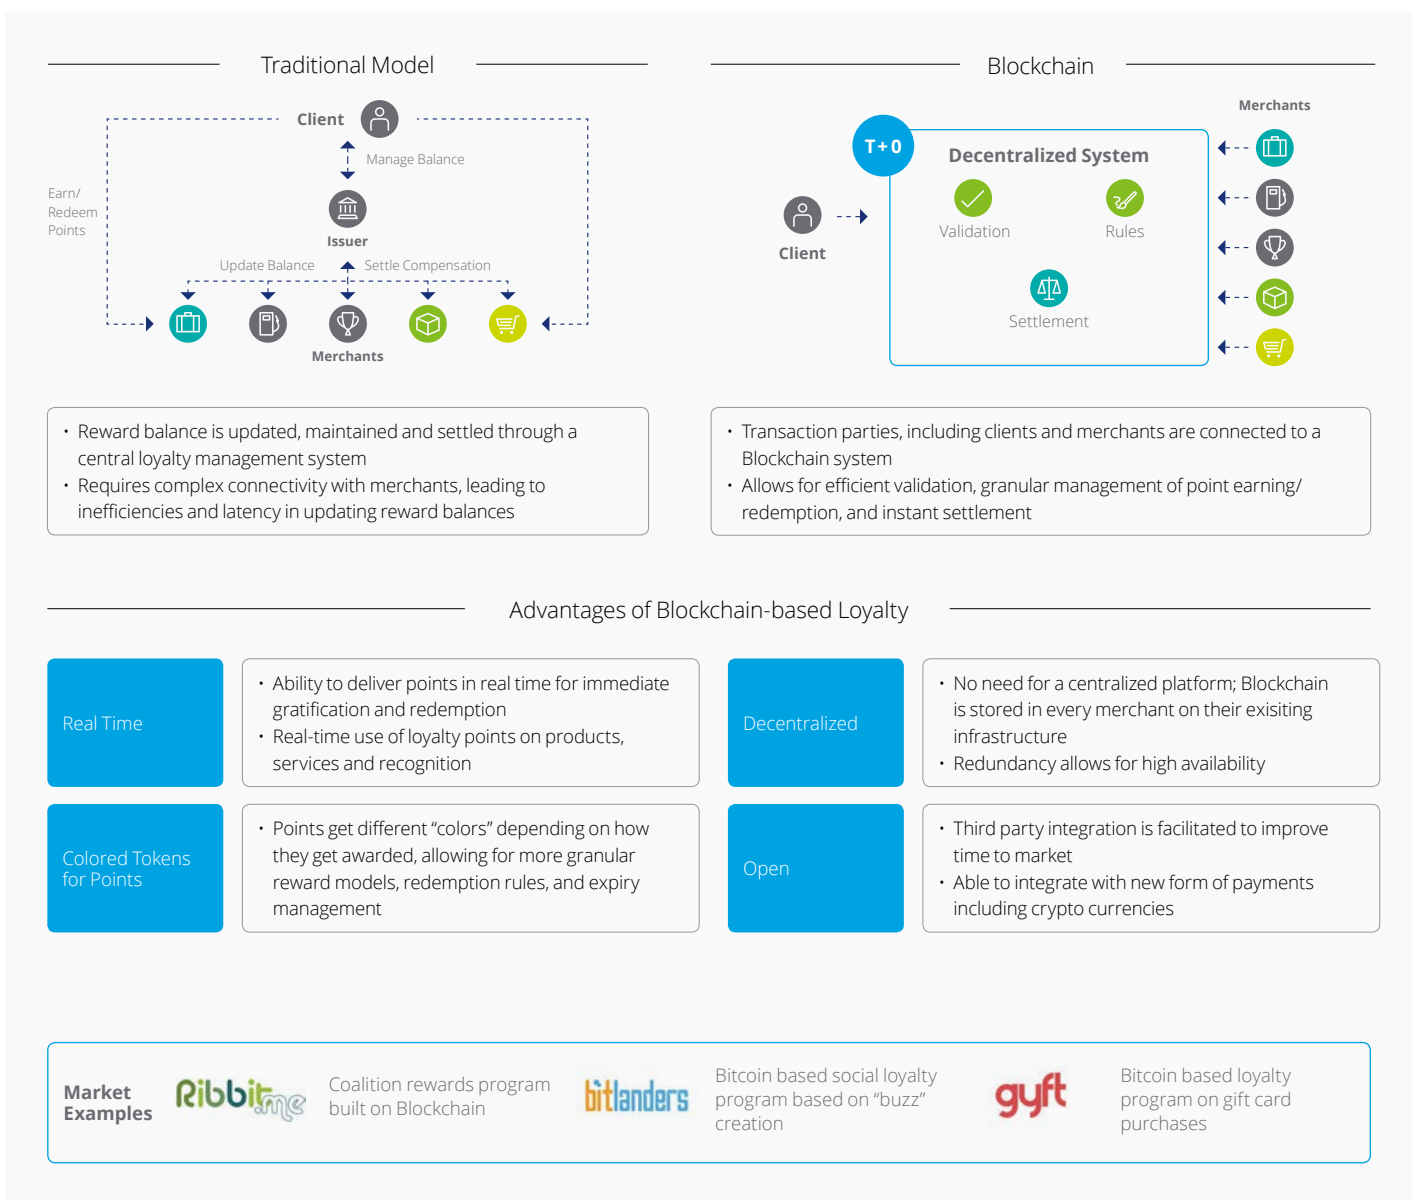 Traditional Model
Client
Manage Balance
Earn/
Redeem
Points
Issuer
Update Balance
Settle Compensation
Merchants
• Reward balance is updated, maintained and settled through a
central loyalty management system
• Requires complex connectivity with merchants, leading to
inefficiencies and latency in updating reward balances
Blockchain
Merchants
T+0
Decentralized System
Validation
Rules
Client
Settlement
• Transaction parties, including clients and merchants are connected to a
Blockchain system
• Allows for efficient validation, granular management of point earning/
redemption, and instant settlement
Advantages of Blockchain-based Loyalty
Real Time
• Ability to deliver points in real time for immediate
gratification and redemption
• Real-time use of loyalty points on products,
services and recognition
Decentralized
• No need for a centralized platform; Blockchain
is stored in every merchant on their exisiting
infrastructure
• Redundancy allows for high availability
Colored Tokens
for Points
• Points get different “colors” depending on how
they get awarded, allowing for more granular
reward models, redemption rules, and expiry
management
Open
• Third party integration is facilitated to improve
time to market
• Able to integrate with new form of payments
including crypto currencies
Market
Examples
Ribbit.me
Coalition rewards program
built on Blockchain
bitlanders
Bitcoin based social loyalty
program based on “buzz”
creation
gyft
Bitcoin based loyalty
program on gift card
purchases